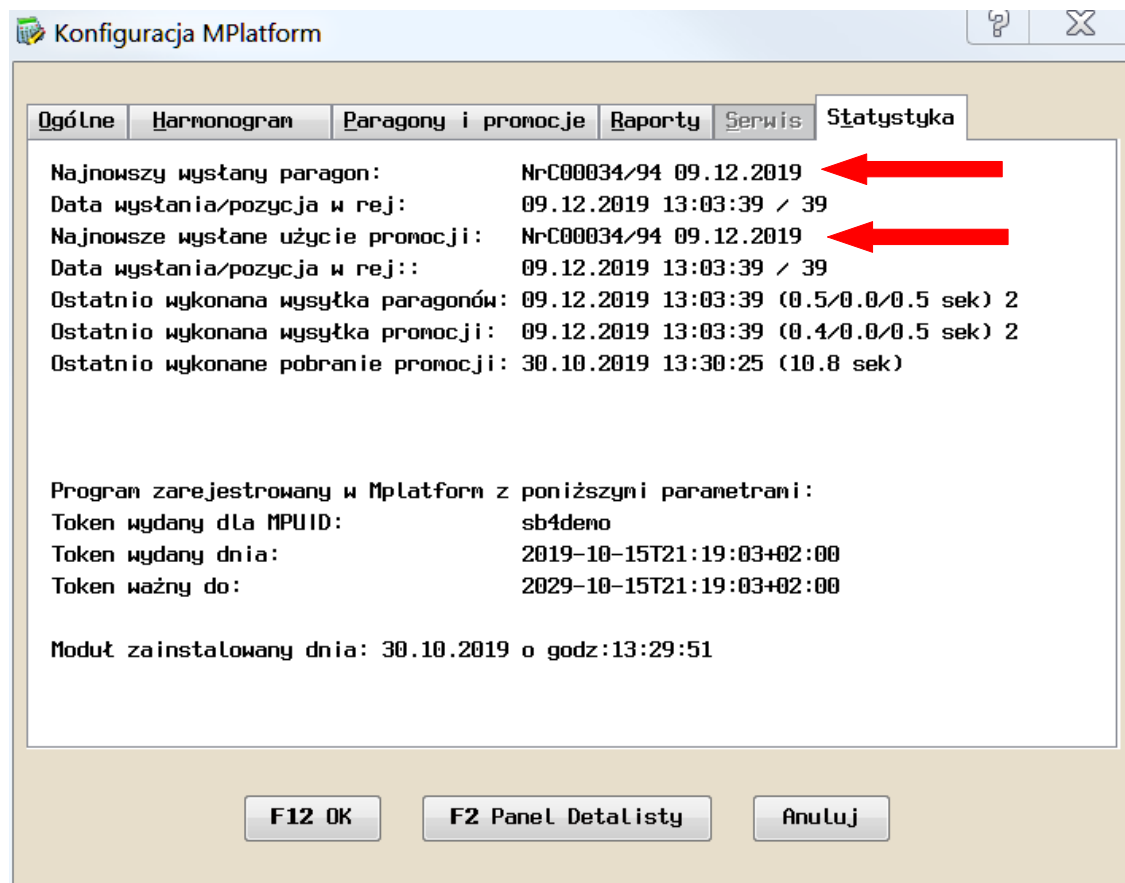 Konfiguracja MPlatform
Ogólne Harmonogram Paragony i promocje Raporty Serwis Statystyka
Najnowszy wysłany paragon: NrC00034/94 09.12.2019
Data wysłania/pozycja w rej: 09.12.2019 13:03:39 / 39
Najnowsze wysłane użycie promocji: NrC00034/94 09.12.2019
Data wysłania/pozycja w rej:: 09.12.2019 13:03:39 / 39
Ostatnio wykonana wysyłka paragonów: 09.12.2019 13:03:39 (0.5/0.0/0.5 sek) 2
Ostatnio wykonana wysyłka promocji: 09.12.2019 13:03:39 (0.4/0.0/0.5 sek) 2
Ostatnio wykonane pobranie promocji: 30.10.2019 13:30:25 (10.8 sek)
Program zarejestrowany w Mplatform z poniższymi parametrami:
Token wydany dla MPUID: sb4demo
Token wydany dnia: 2019-10-15T21:19:03+02:00
Token ważny do: 2029-10-15T21:19:03+02:00
Moduł zainstalowany dnia: 30.10.2019 o godz:13:29:51
F12 OK F2 Panel Detalisty Anuluj